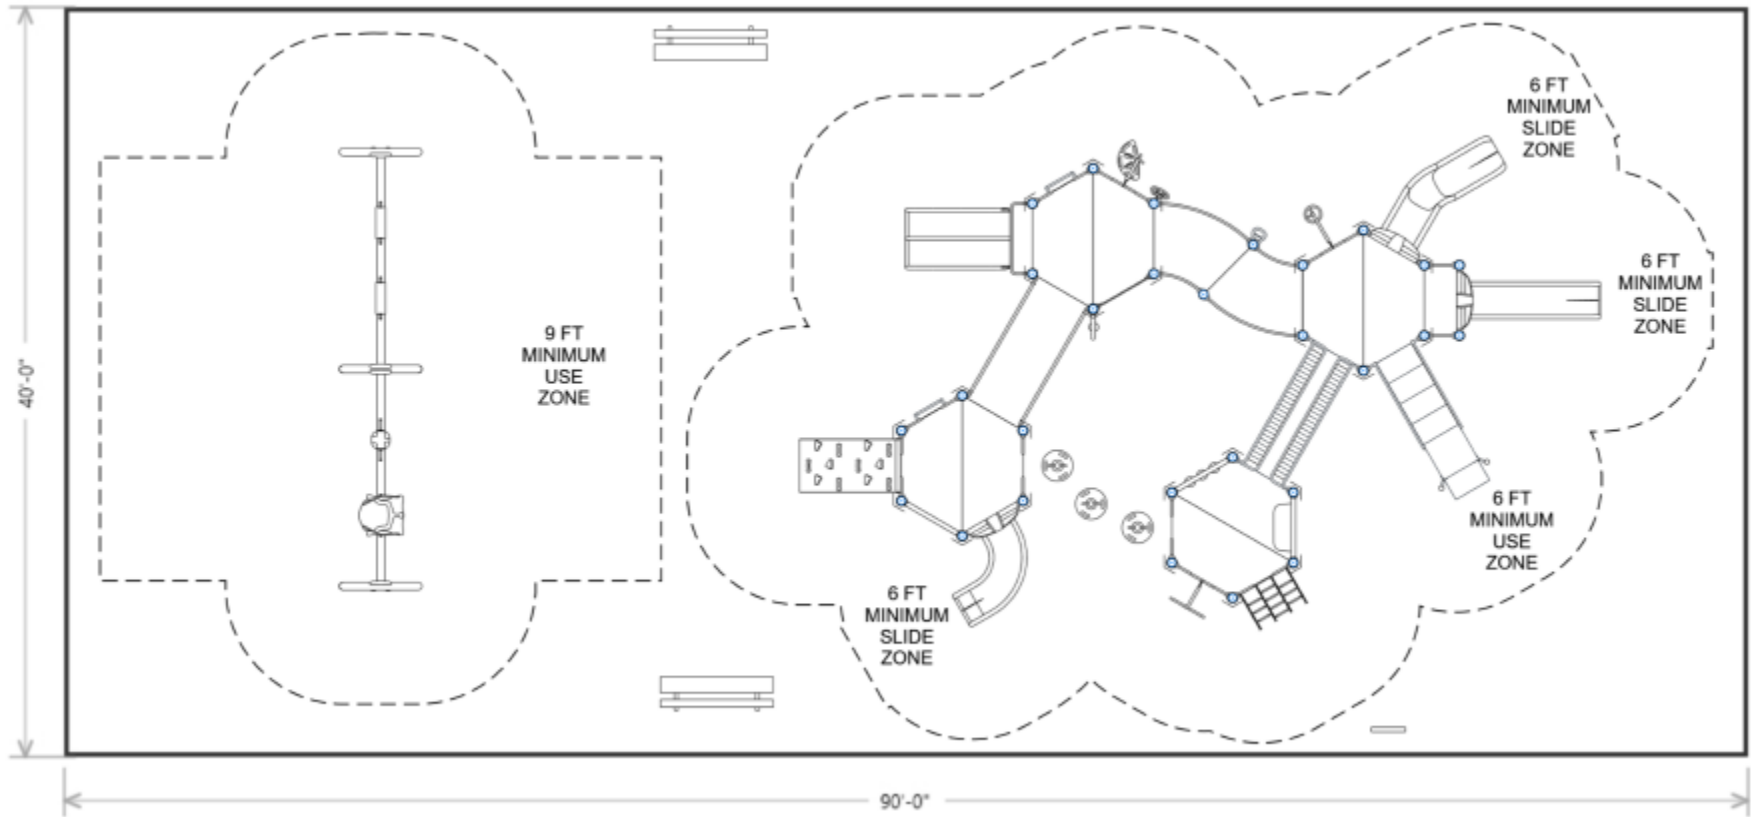 6 FT
MINIMUM
SLIDE
ZONE
6 FT
MINIMUM
SLIDE
ZONE
9 FT
MINIMUM
USE
ZONE
40'-0"
6 FT
MINIMUM
USE
ZONE
6 FT
MINIMUM
SLIDE
ZONE
90'-0"